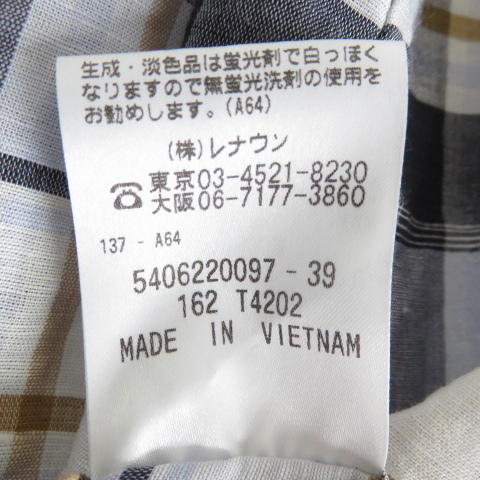 生成・淡色品は蛍光剤で白っぽく
なりますので無蛍光洗剤の使用を
お勧めします。(A64)
(株)レナウン
☎東京03-4521-8230
大阪06-7177-3860
137 - A64
5406220097 - 39
162 T4202
MADE IN VIETNAM